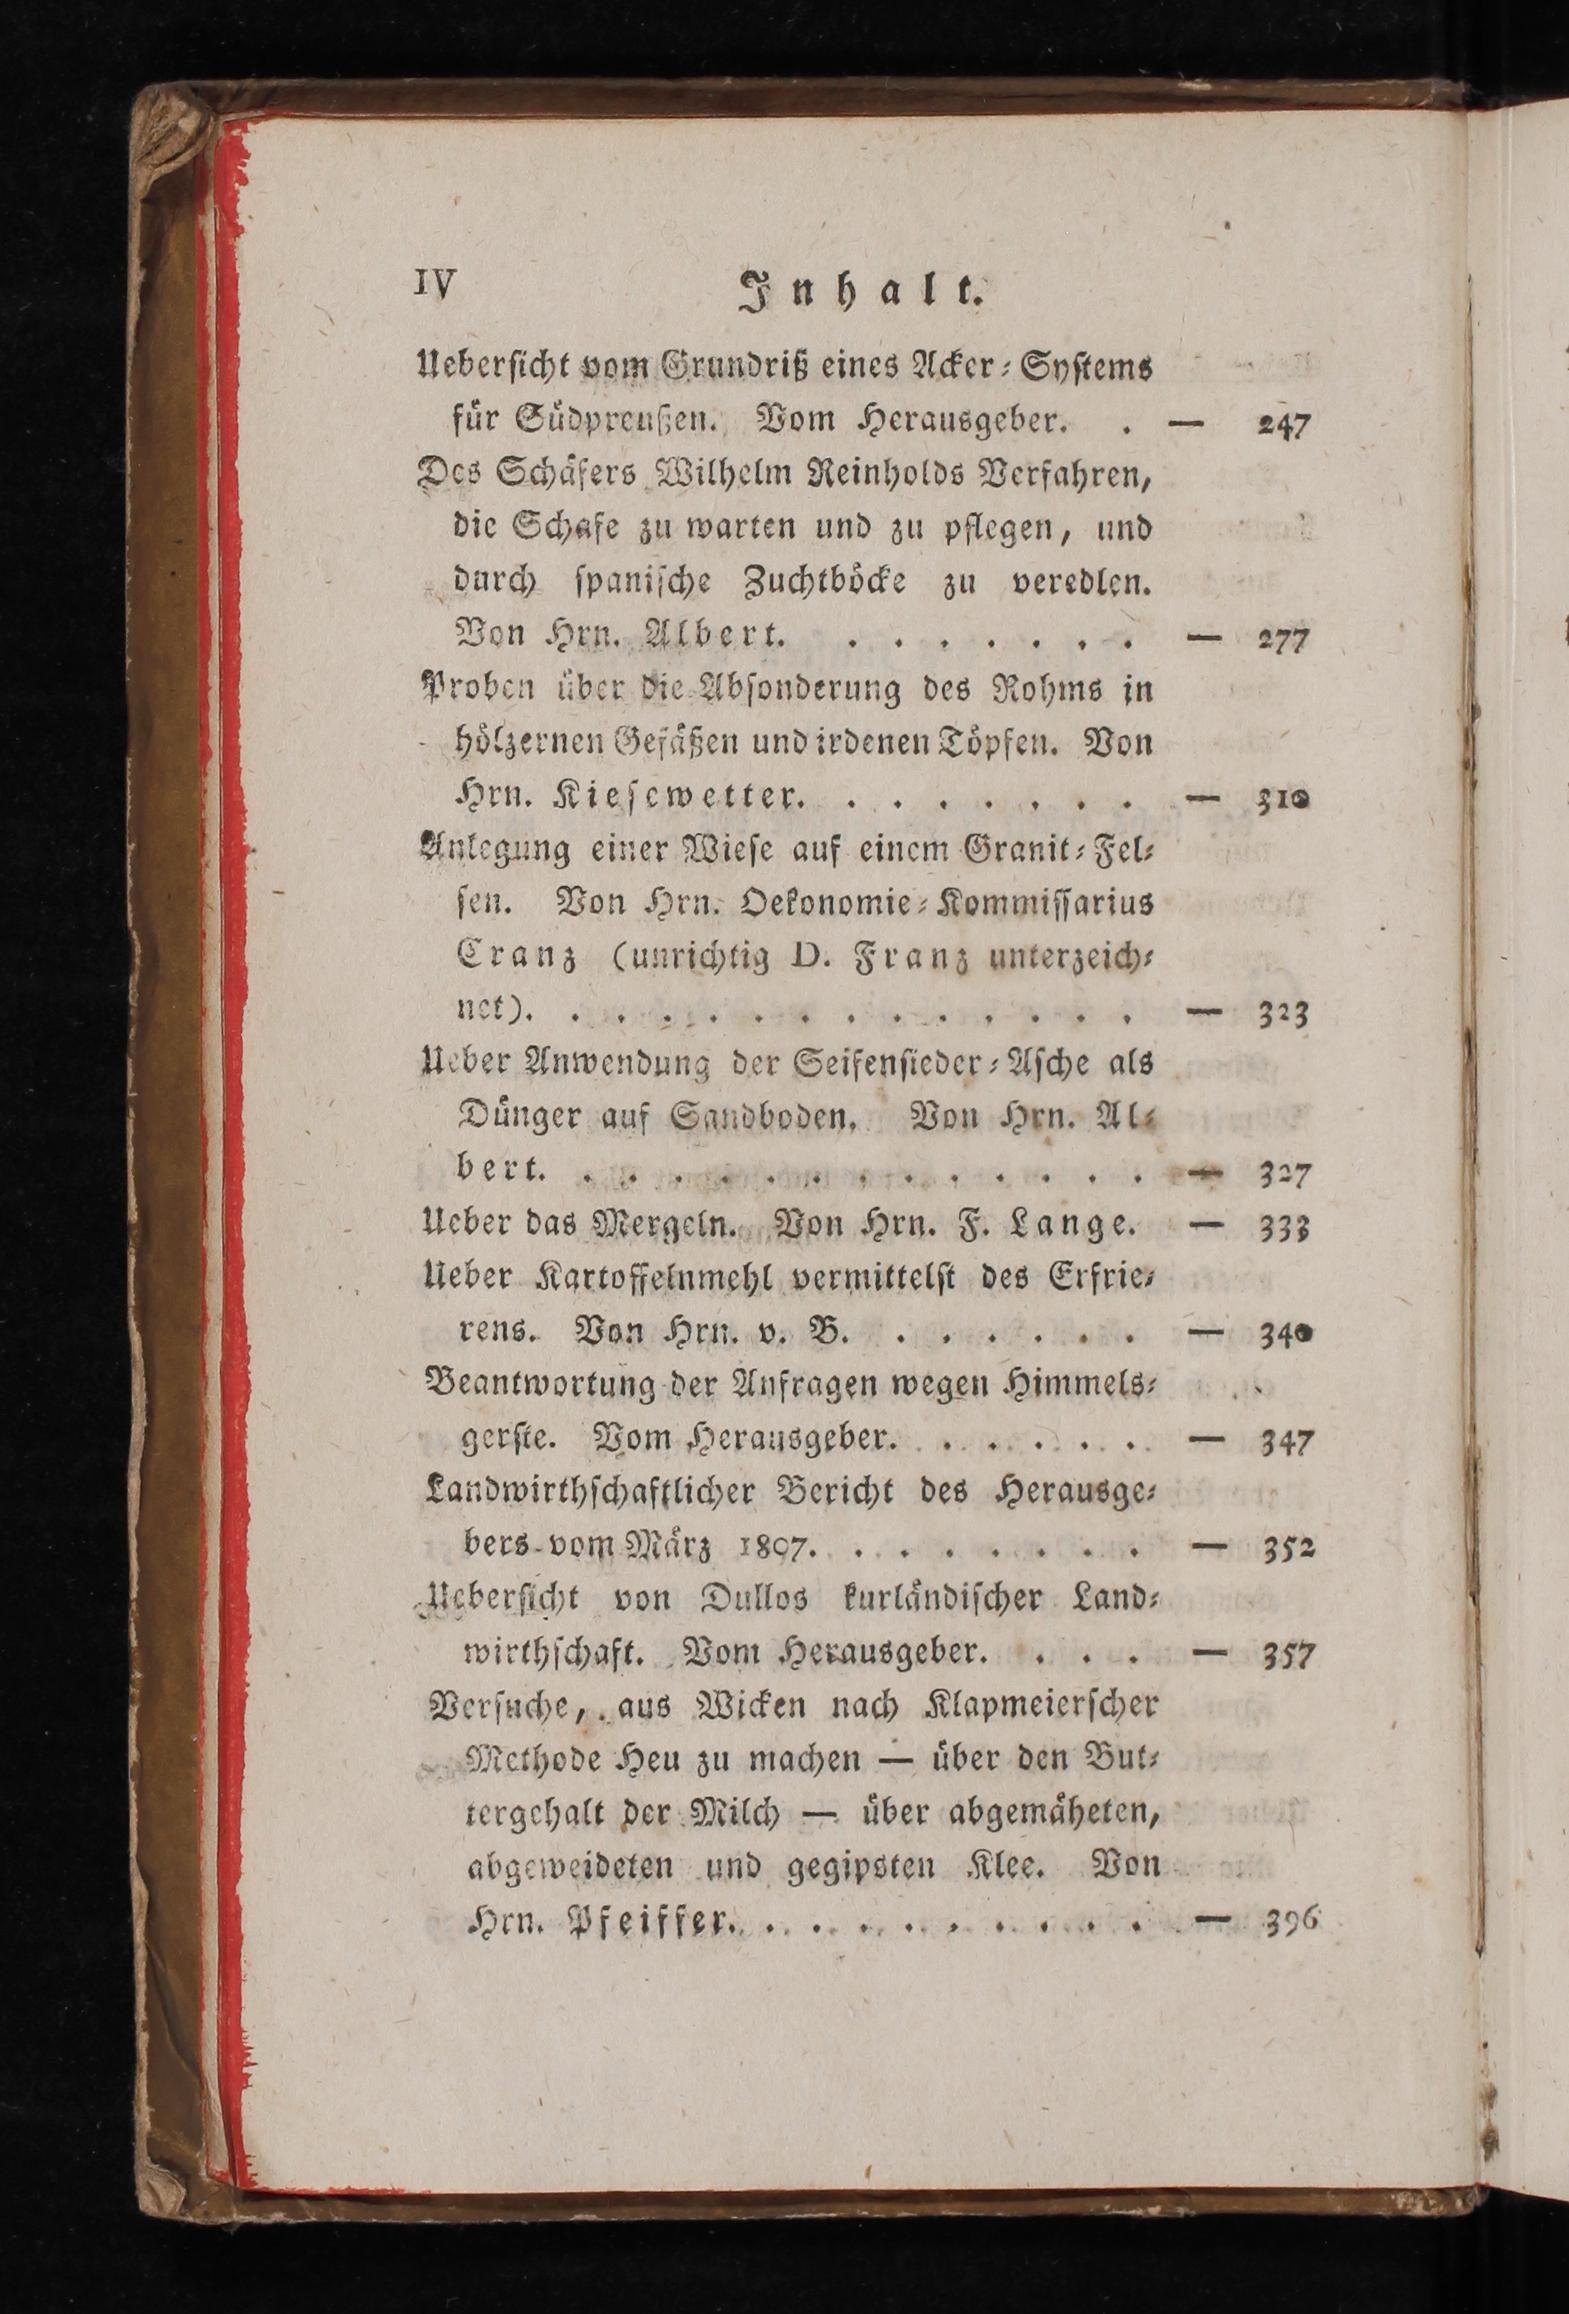 IV
Inhalt.
Uebersicht vom Grundriß eines Acker-Systems
für Südpreußen. Vom Herausgeber. . — 247
Des Schäfers Wilhelm Reinholds Verfahren,
die Schafe zu warten und zu pflegen, und
durch spanische Zuchtböcke zu veredlen.
Von Hrn. Albert. . . . . . . . — 277
Proben über die Absonderung des Rohms in
hölzernen Gefäßen und irdenen Töpfen. Von
Hrn. Kiesewetter. . . . . . . . — 310
Anlegung einer Wiese auf einem Granit-Fel-
sen. Von Hrn. Oekonomie-Kommissarius
Cranz (unrichtig D. Franz unterzeich-
net). . . . . . . . . . . . . . — 323
Ueber Anwendung der Seifensieder-Asche als
Dünger auf Sandboden. Von Hrn. Al-
bert. . . . . . . . . . . . . . — 327
Ueber das Mergeln. Von Hrn. F. Lange. — 333
Ueber Kartoffelnmehl vermittelst des Erfrie-
rens. Von Hrn. v. B. . . . . . . — 340
Beantwortung der Anfragen wegen Himmels-
gerste. Vom Herausgeber. . . . . . — 347
Landwirthschaftlicher Bericht des Herausge-
bers vom März 1807. . . . . . . . — 352
Uebersicht von Dullos kurländischer Land-
wirthschaft. Vom Herausgeber. . . . — 357
Versuche, aus Wicken nach Klapmeierscher
Methode Heu zu machen — über den But-
tergehalt der Milch — über abgemäheten,
abgeweideten und gegipsten Klee. Von
Hrn. Pfeiffer. . . . . . . . . . — 396